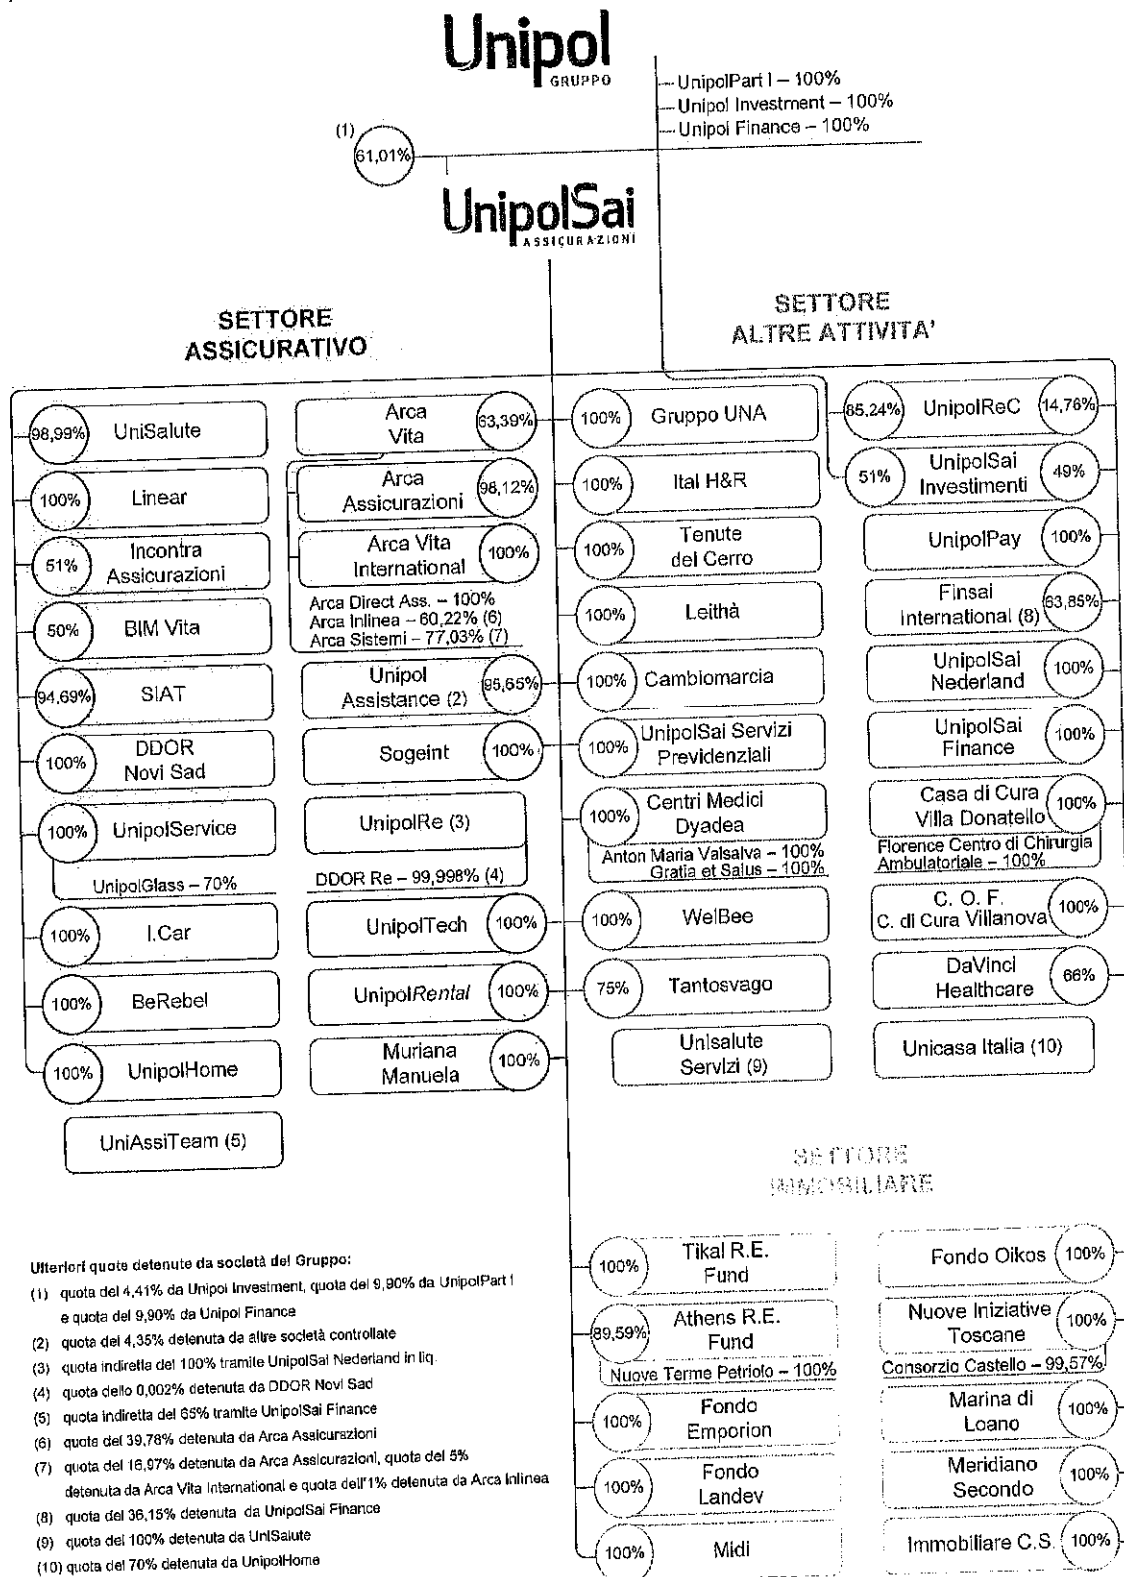 Unipol
GRUPPO
UnipolPart I – 100%
Unipol Investment – 100%
Unipol Finance – 100%
(1)
61,01%
UnipolSai
ASSICURAZIONI
SETTORE
ASSICURATIVO
SETTORE
ALTRE ATTIVITA'
98,99%
UniSalute
100%
Linear
51%
Incontra
Assicurazioni
50%
BIM Vita
94,69%
SIAT
100%
DDOR
Novi Sad
100%
UnipolService
UnipolGlass – 70%
100%
I.Car
100%
BeRebel
100%
UnipolHome
UniAssiTeam (5)
Arca
Vita
63,39%
Arca
Assicurazioni
98,12%
Arca Vita
International
100%
Arca Direct Ass. – 100%
Arca Inlinea – 60,22% (6)
Arca Sistemi – 77,03% (7)
Unipol
Assistance (2)
95,65%
Sogeint
100%
UnipolRe (3)
DDOR Re – 99,998% (4)
UnipolTech
100%
UnipolRental
100%
Muriana
Manuela
100%
100%
Gruppo UNA
100%
Ital H&R
100%
Tenute
del Cerro
100%
Leithà
100%
Cambiomarcia
100%
UnipolSai Servizi
Previdenziali
100%
Centri Medici
Dyadea
Anton Maria Valsalva – 100%
Gratia et Salus – 100%
100%
WelBee
75%
Tantosvago
Unisalute
Servizi (9)
85,24%
UnipolReC
14,76%
51%
UnipolSai
Investimenti
49%
UnipolPay
100%
Finsai
International (8)
63,85%
UnipolSai
Nederland
100%
UnipolSai
Finance
100%
Casa di Cura
Villa Donatello
100%
Florence Centro di Chirurgia
Ambulatoriale – 100%
C. O. F.
C. di Cura Villanova
100%
DaVinci
Healthcare
66%
Unicasa Italia (10)
SETTORE
IMMOBILIARE
100%
Tikal R.E.
Fund
89,59%
Athens R.E.
Fund
Nuove Terme Petriolo – 100%
100%
Fondo
Emporion
100%
Fondo
Landev
100%
Midi
Fondo Oikos
100%
Nuove Iniziative
Toscane
100%
Consorzio Castello – 99,57%
Marina di
Loano
100%
Meridiano
Secondo
100%
Immobiliare C.S.
100%
Ulteriori quote detenute da società del Gruppo:
(1) quota del 4,41% da Unipol Investment, quota del 9,90% da UnipolPart I
e quota del 9,90% da Unipol Finance
(2) quota del 4,35% detenuta da altre società controllate
(3) quota indiretta del 100% tramite UnipolSai Nederland in liq.
(4) quota dello 0,002% detenuta da DDOR Novi Sad
(5) quota indiretta del 65% tramite UnipolSai Finance
(6) quota del 39,78% detenuta da Arca Assicurazioni
(7) quota del 16,97% detenuta da Arca Assicurazioni, quota del 5%
detenuta da Arca Vita International e quota dell'1% detenuta da Arca Inlinea
(8) quota del 36,15% detenuta da UnipolSai Finance
(9) quota del 100% detenuta da UniSalute
(10) quota del 70% detenuta da UnipolHome